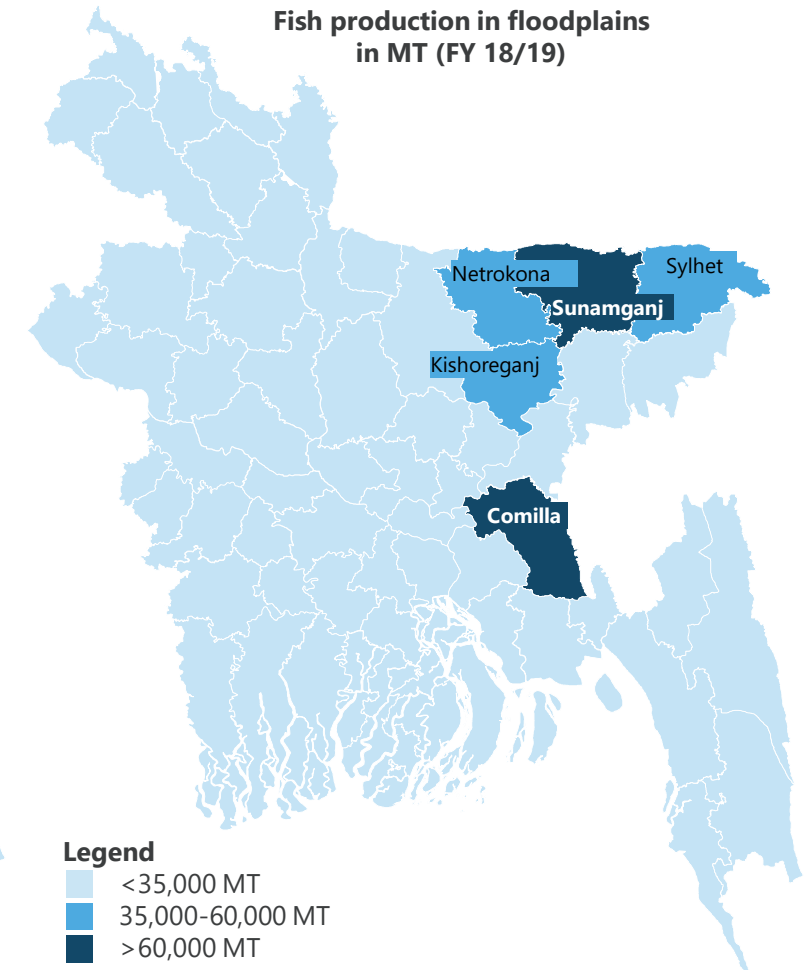 Fish production in floodplains
in MT (FY 18/19)
Netrokona
Sylhet
Sunamganj
Kishoreganj
Comilla
Legend
<35,000 MT
35,000-60,000 MT
>60,000 MT